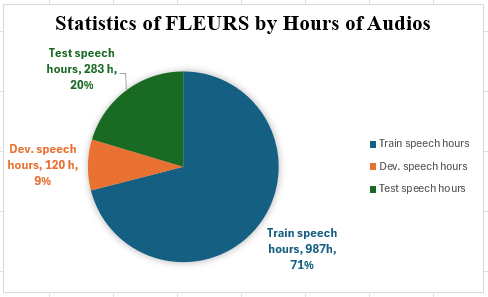 Statistics of FLEURS by Hours of Audios
Test speech
hours, 283 h,
20%
Dev. speech
hours, 120 h,
9%
Train speech
hours, 987h,
71%
Train speech hours
Dev. speech hours
Test speech hours